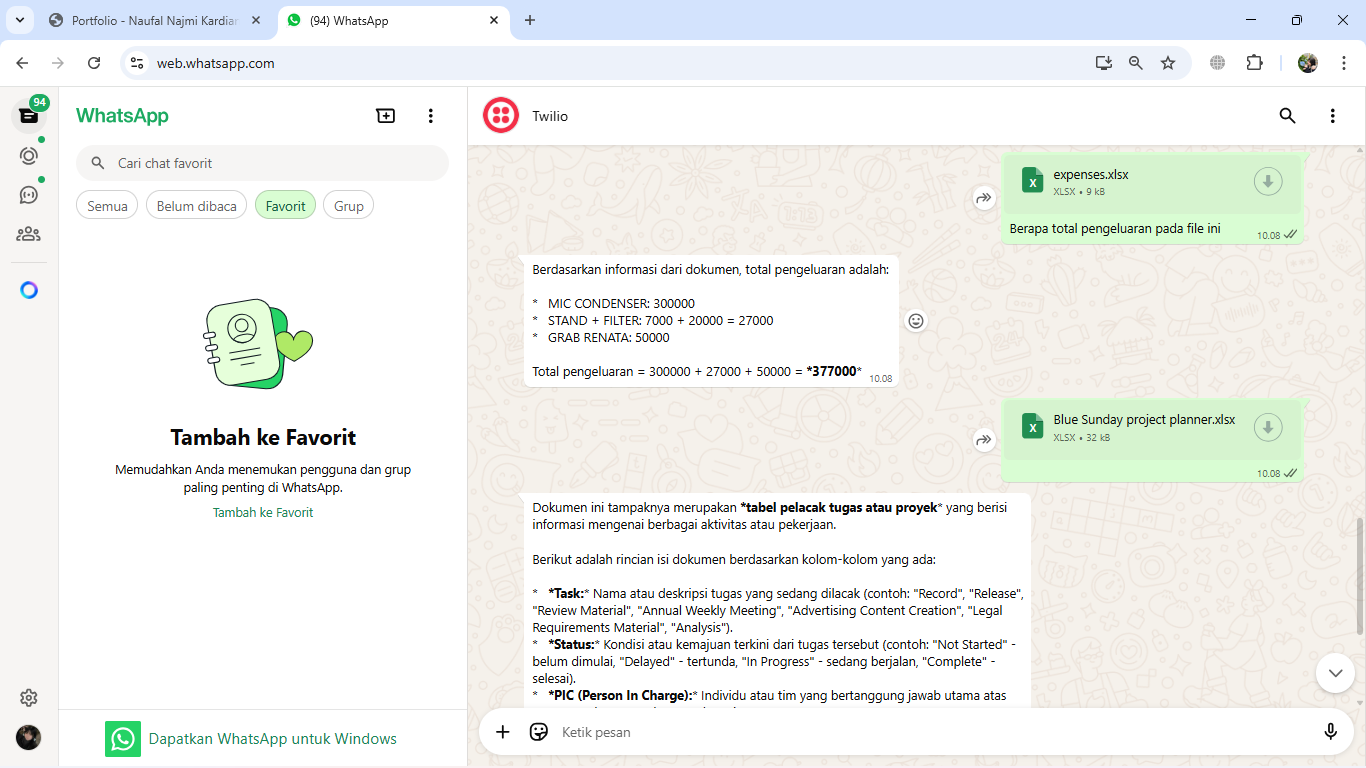 Portfolio - Naufal Najmi Kardian
(94) WhatsApp
web.whatsapp.com
94
WhatsApp
Cari chat favorit
Semua
Belum dibaca
Favorit
Grup
Tambah ke Favorit
Memudahkan Anda menemukan pengguna dan grup
paling penting di WhatsApp.
Tambah ke Favorit
Dapatkan WhatsApp untuk Windows
Twilio
expenses.xlsx
XLSX • 9 kB
Berapa total pengeluaran pada file ini
10.08
Berdasarkan informasi dari dokumen, total pengeluaran adalah:
* MIC CONDENSER: 300000
* STAND + FILTER: 7000 + 20000 = 27000
* GRAB RENATA: 50000
Total pengeluaran = 300000 + 27000 + 50000 = *377000*
10.08
Blue Sunday project planner.xlsx
XLSX • 32 kB
10.08
Dokumen ini tampaknya merupakan *tabel pelacak tugas atau proyek* yang berisi
informasi mengenai berbagai aktivitas atau pekerjaan.
Berikut adalah rincian isi dokumen berdasarkan kolom-kolom yang ada:
* *Task:* Nama atau deskripsi tugas yang sedang dilacak (contoh: "Record", "Release",
"Review Material", "Annual Weekly Meeting", "Advertising Content Creation", "Legal
Requirements Material", "Analysis").
* *Status:* Kondisi atau kemajuan terkini dari tugas tersebut (contoh: "Not Started" -
belum dimulai, "Delayed" - tertunda, "In Progress" - sedang berjalan, "Complete" -
selesai).
* *PIC (Person In Charge):* Individu atau tim yang bertanggung jawab utama atas
Ketik pesan